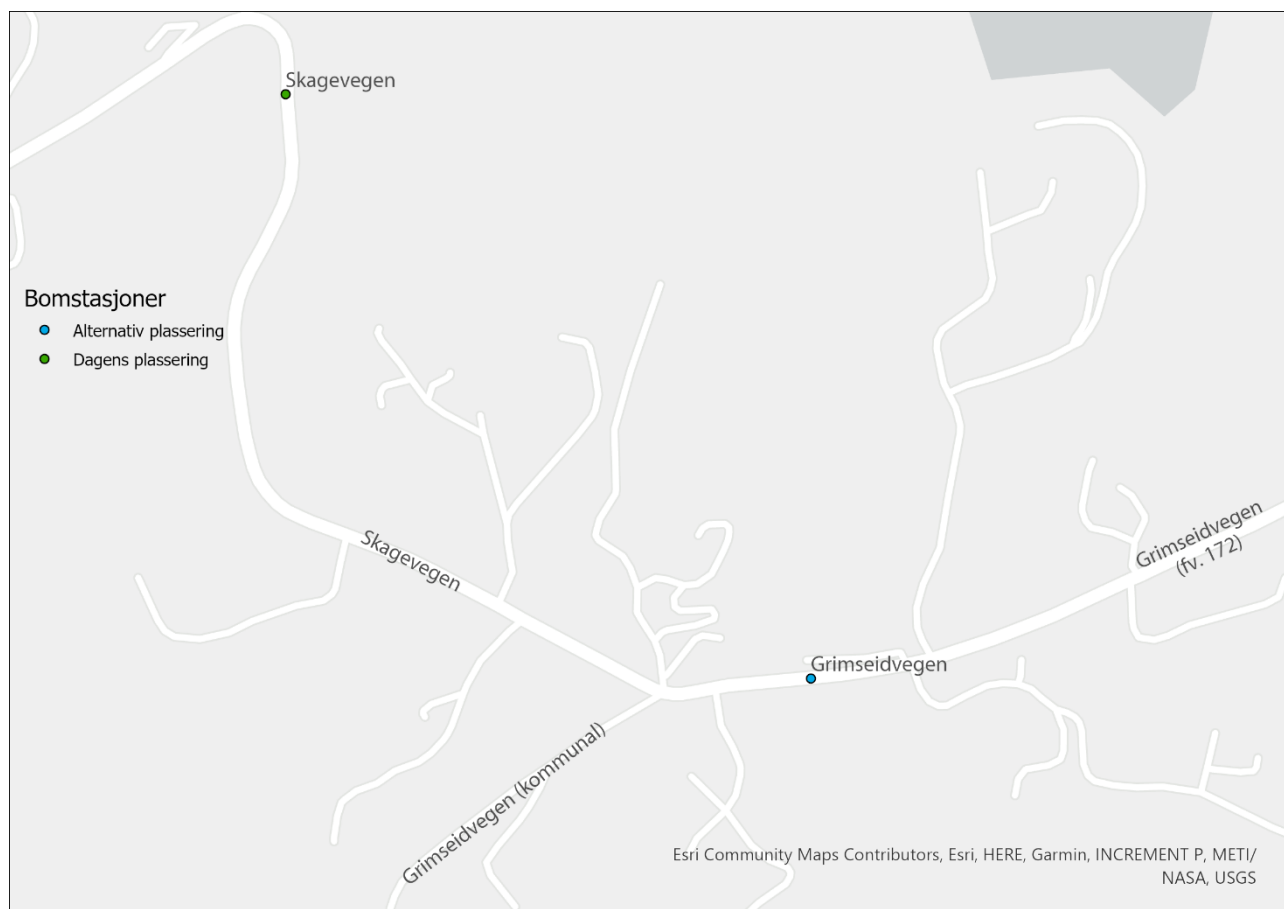 Skagevegen
Bomstasjoner
Alternativ plassering
Dagens plassering
Skagevegen
Grimseidvegen
(fv. 172)
Grimseidvegen
Grimseidvegen (kommunal)
Esri Community Maps Contributors, Esri, HERE, Garmin, INCREMENT P, METI/
NASA, USGS